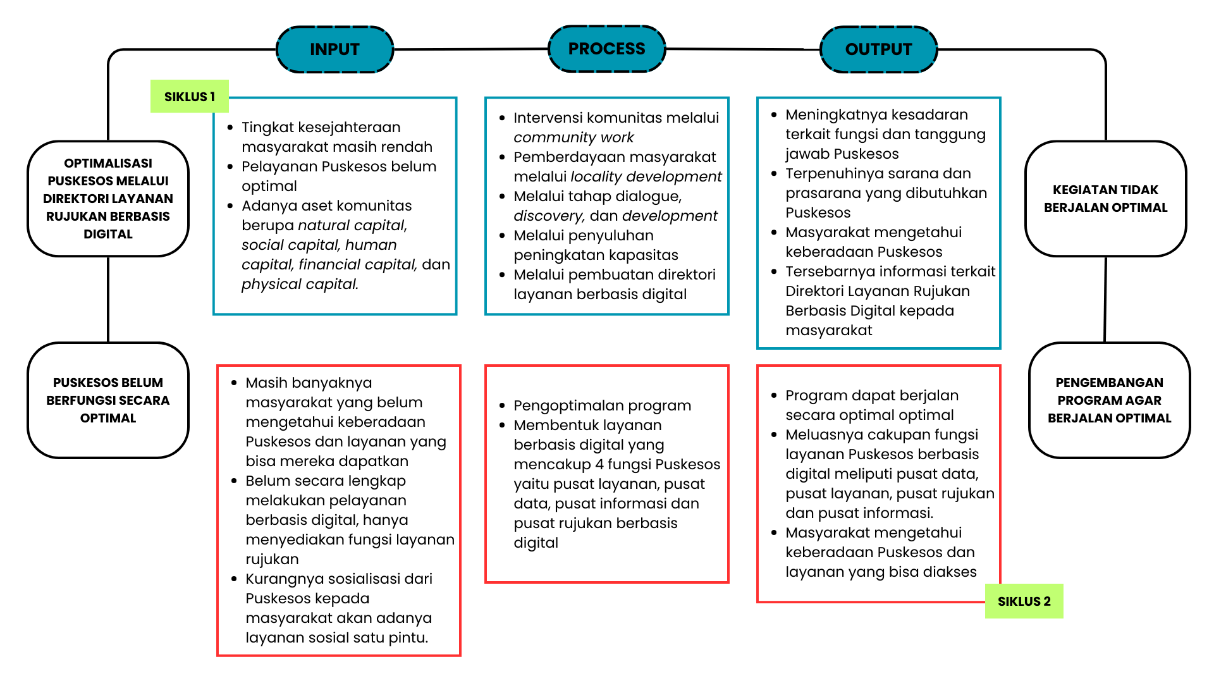 INPUT
PROCESS
OUTPUT
SIKLUS 1
OPTIMALISASI
PUSKESOS MELALUI
DIREKTORI LAYANAN
RUJUKAN BERBASIS
DIGITAL
• Tingkat kesejahteraan
masyarakat masih rendah
• Pelayanan Puskesos belum
optimal
• Adanya aset komunitas
berupa natural capital,
social capital, human
capital, financial capital, dan
physical capital.
• Intervensi komunitas melalui
community work
• Pemberdayaan masyarakat
melalui locality development
• Melalui tahap dialogue,
discovery, dan development
• Melalui penyuluhan
peningkatan kapasitas
• Melalui pembuatan direktori
layanan berbasis digital
• Meningkatnya kesadaran
terkait fungsi dan tanggung
jawab Puskesos
• Terpenuhinya sarana dan
prasarana yang dibutuhkan
Puskesos
• Masyarakat mengetahui
keberadaan Puskesos
• Tersebarnya informasi terkait
Direktori Layanan Rujukan
Berbasis Digital kepada
masyarakat
KEGIATAN TIDAK
BERJALAN OPTIMAL
PUSKESOS BELUM
BERFUNGSI SECARA
OPTIMAL
• Masih banyaknya
masyarakat yang belum
mengetahui keberadaan
Puskesos dan layanan yang
bisa mereka dapatkan
• Belum secara lengkap
melakukan pelayanan
berbasis digital, hanya
menyediakan fungsi layanan
rujukan
• Kurangnya sosialisasi dari
Puskesos kepada
masyarakat akan adanya
layanan sosial satu pintu.
• Pengoptimalan program
• Membentuk layanan
berbasis digital yang
mencakup 4 fungsi Puskesos
yaitu pusat layanan, pusat
data, pusat informasi dan
pusat rujukan berbasis
digital
• Program dapat berjalan
secara optimal optimal
• Meluasnya cakupan fungsi
layanan Puskesos berbasis
digital meliputi pusat data,
pusat layanan, pusat rujukan
dan pusat informasi.
• Masyarakat mengetahui
keberadaan Puskesos dan
layanan yang bisa diakses
PENGEMBANGAN
PROGRAM AGAR
BERJALAN OPTIMAL
SIKLUS 2